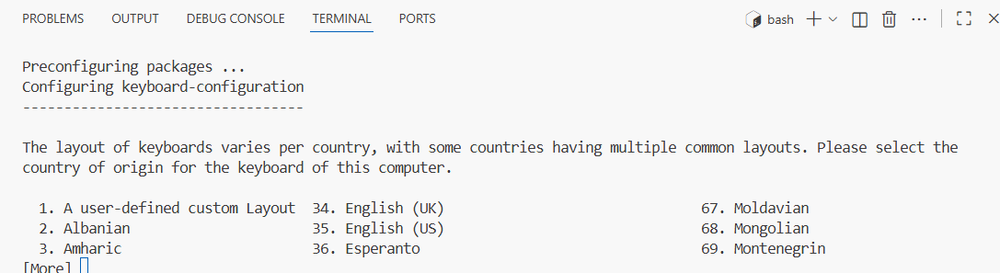 PROBLEMS OUTPUT DEBUG CONSOLE TERMINAL PORTS bash
Preconfiguring packages ...
Configuring keyboard-configuration
----------------------------------
The layout of keyboards varies per country, with some countries having multiple common layouts. Please select the
country of origin for the keyboard of this computer.
1. A user-defined custom Layout 34. English (UK) 67. Moldavian
2. Albanian 35. English (US) 68. Mongolian
3. Amharic 36. Esperanto 69. Montenegrin
[More]